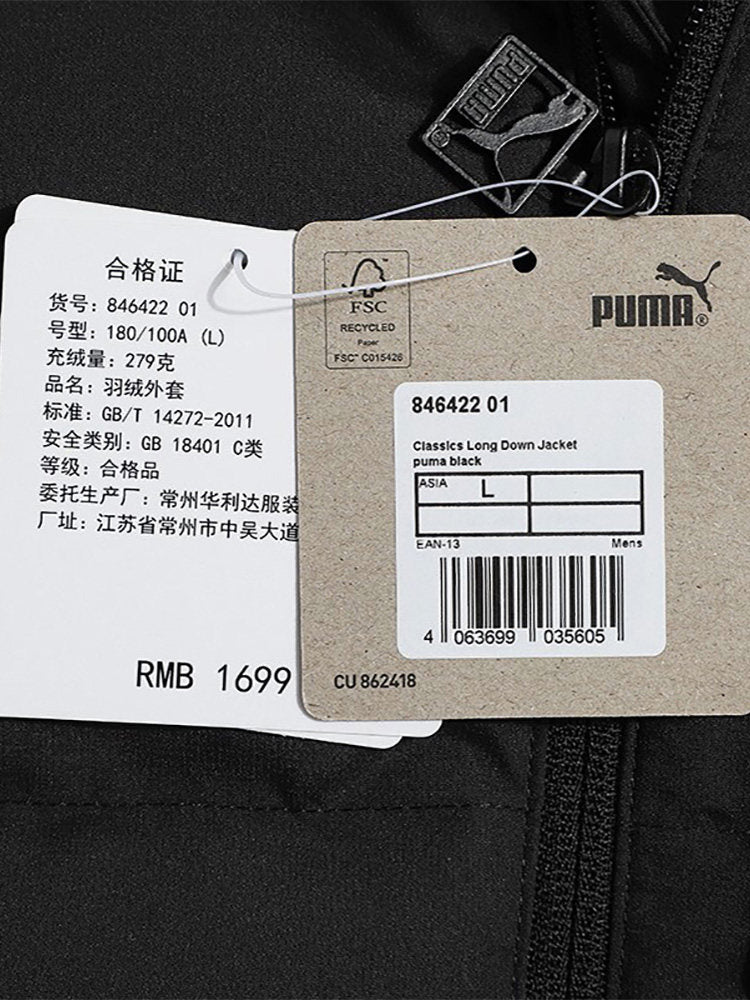 PUMA
合格证
货号: 846422 01
号型: 180/100A (L)
充绒量: 279克
品名: 羽绒外套
标准: GB/T 14272-2011
安全类别: GB 18401 C类
等级: 合格品
委托生产厂: 常州华利达服装
厂址: 江苏省常州市中吴大道
RMB 1699
FSC
RECYCLED
Paper
FSC™ C015426
PUMA®
846422 01
Classics Long Down Jacket
puma black
ASIA L
EAN-13 Mens
4 063699 035605
CU 862418